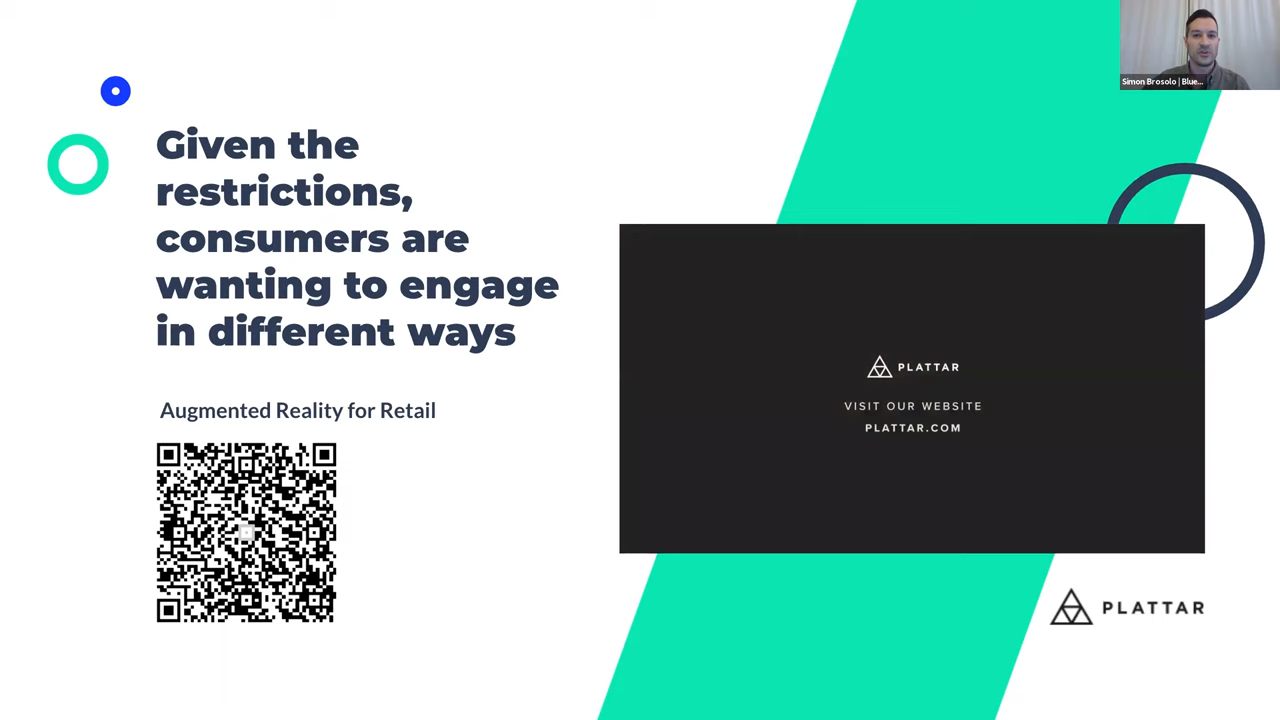 Given the
restrictions,
consumers are
wanting to engage
in different ways
Augmented Reality for Retail
PLATTAR
VISIT OUR WEBSITE
PLATTAR.COM
PLATTAR
Simon Brosolo | Blue...